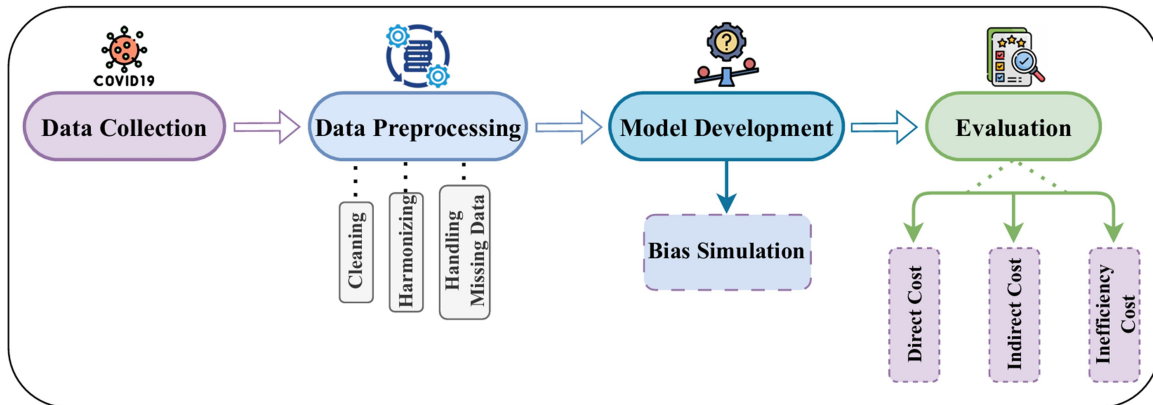 COVID19
Data Collection
Data Preprocessing
Model Development
Evaluation
Cleaning
Harmonizing
Handling
Missing Data
Bias Simulation
Direct Cost
Indirect Cost
Inefficiency
Cost
?